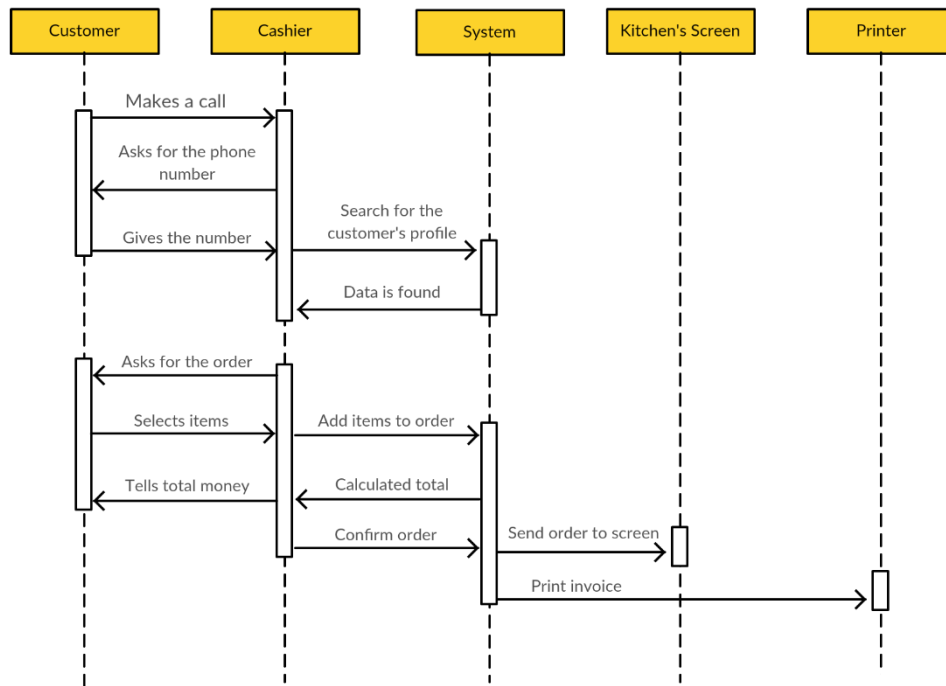 Customer
Cashier
System
Kitchen's Screen
Printer
Makes a call
Asks for the phone
number
Gives the number
Search for the
customer's profile
Data is found
Asks for the order
Selects items
Add items to order
Tells total money
Calculated total
Confirm order
Send order to screen
Print invoice